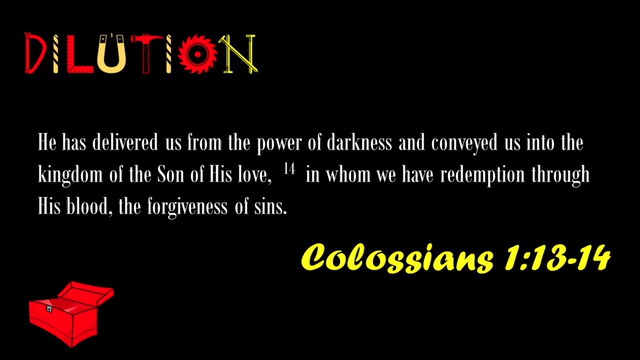 DILUTION
He has delivered us from the power of darkness and conveyed us into the
kingdom of the Son of His love, 14 in whom we have redemption through
His blood, the forgiveness of sins.
Colossians 1:13-14